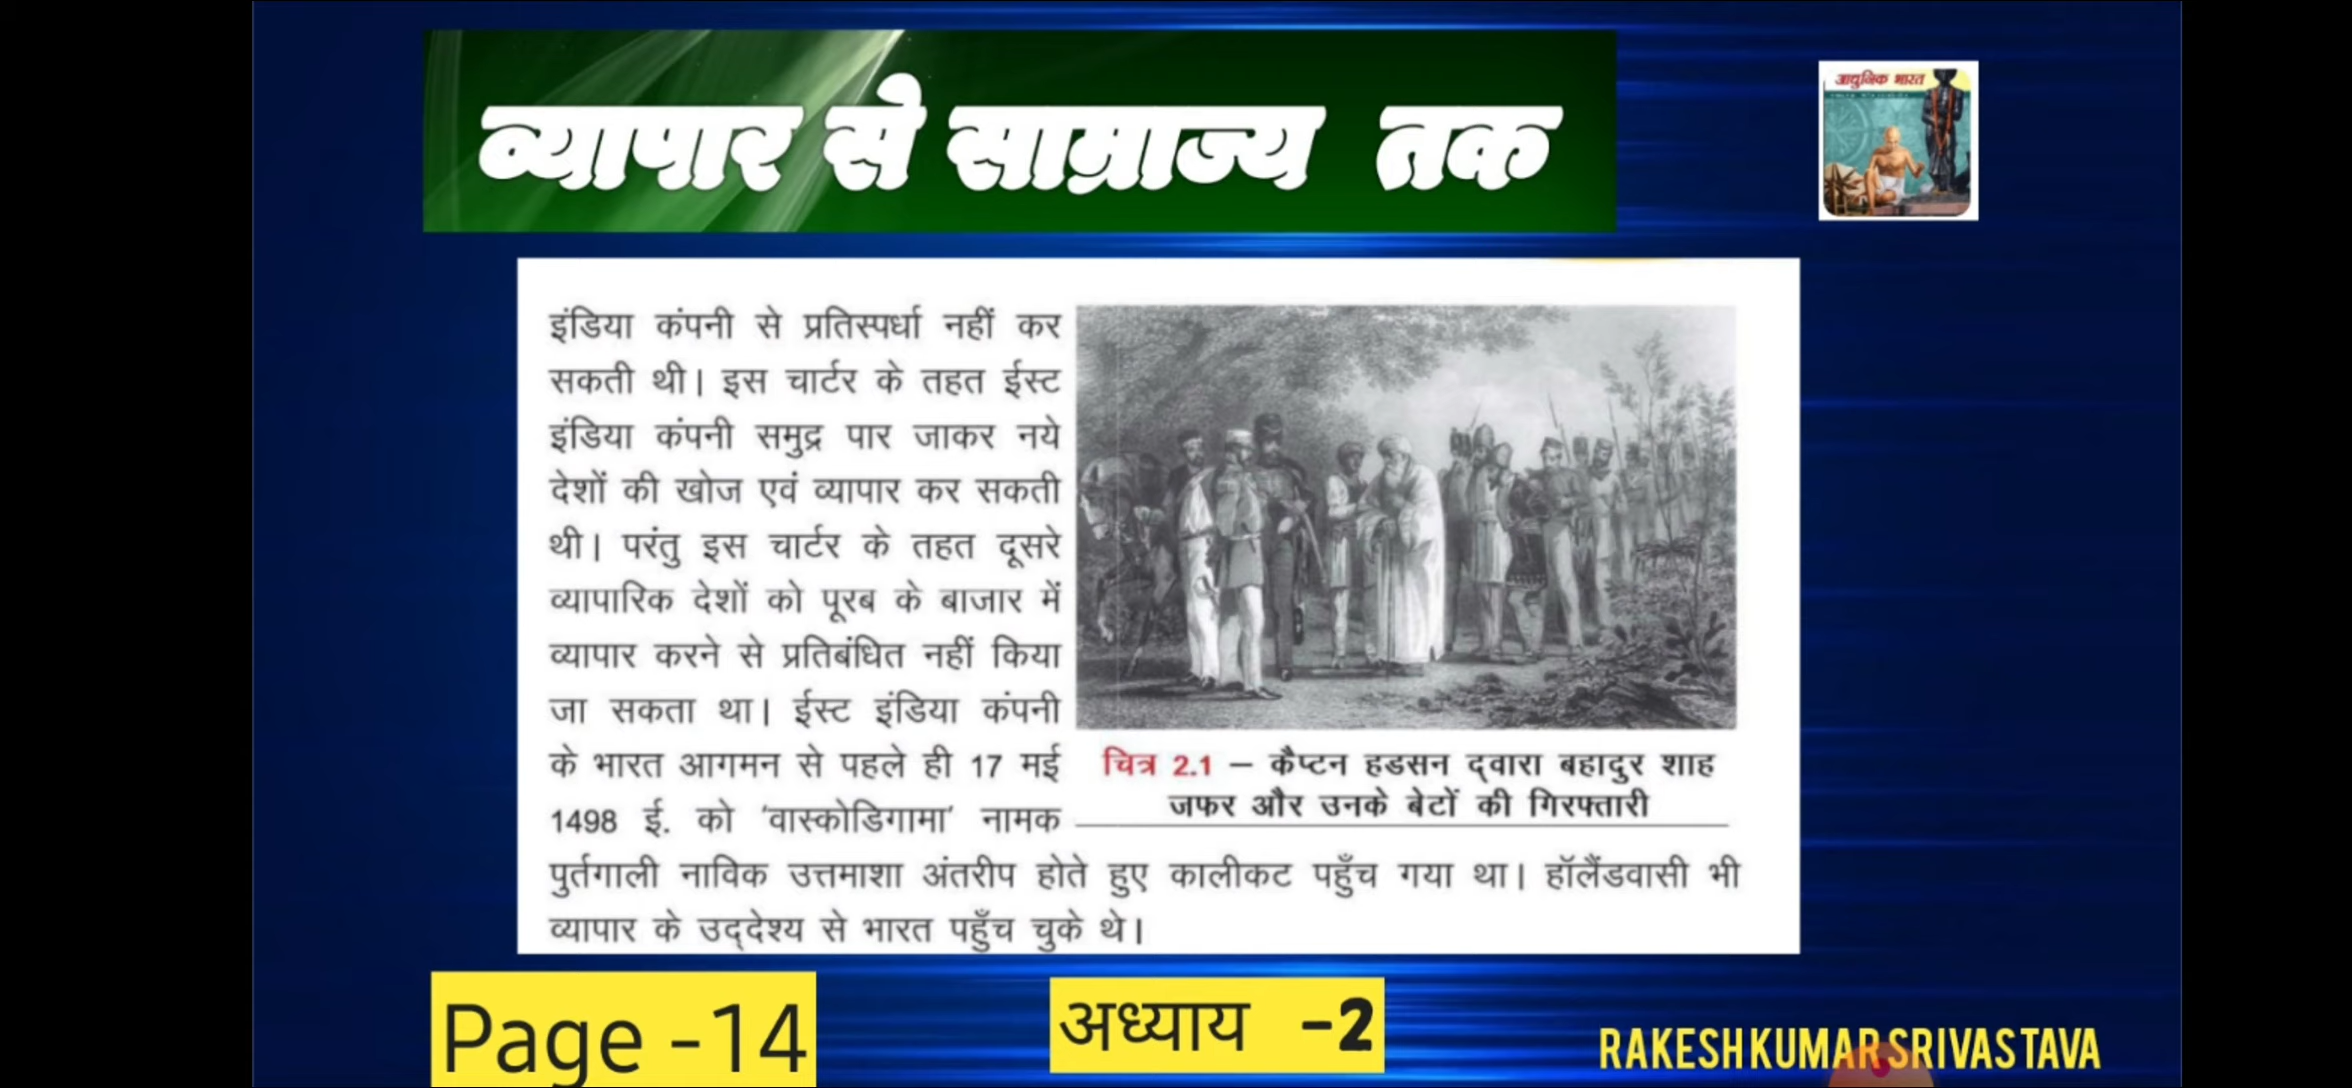 व्यापार से साम्राज्य तक
आधुनिक भारत
इंडिया कंपनी से प्रतिस्पर्धा नहीं कर
सकती थी। इस चार्टर के तहत ईस्ट
इंडिया कंपनी समुद्र पार जाकर नये
देशों की खोज एवं व्यापार कर सकती
थी। परंतु इस चार्टर के तहत दूसरे
व्यापारिक देशों को पूरब के बाजार में
व्यापार करने से प्रतिबंधित नहीं किया
जा सकता था। ईस्ट इंडिया कंपनी
के भारत आगमन से पहले ही 17 मई
1498 ई. को 'वास्कोडिगामा' नामक
पुर्तगाली नाविक उत्तमाशा अंतरीप होते हुए कालीकट पहुँच गया था। हॉलैंडवासी भी
व्यापार के उद्देश्य से भारत पहुँच चुके थे।
चित्र 2.1 – कैप्टन हडसन द्वारा बहादुर शाह
जफर और उनके बेटों की गिरफ्तारी
Page -14
अध्याय -2
RAKESH KUMAR SRIVASTAVA